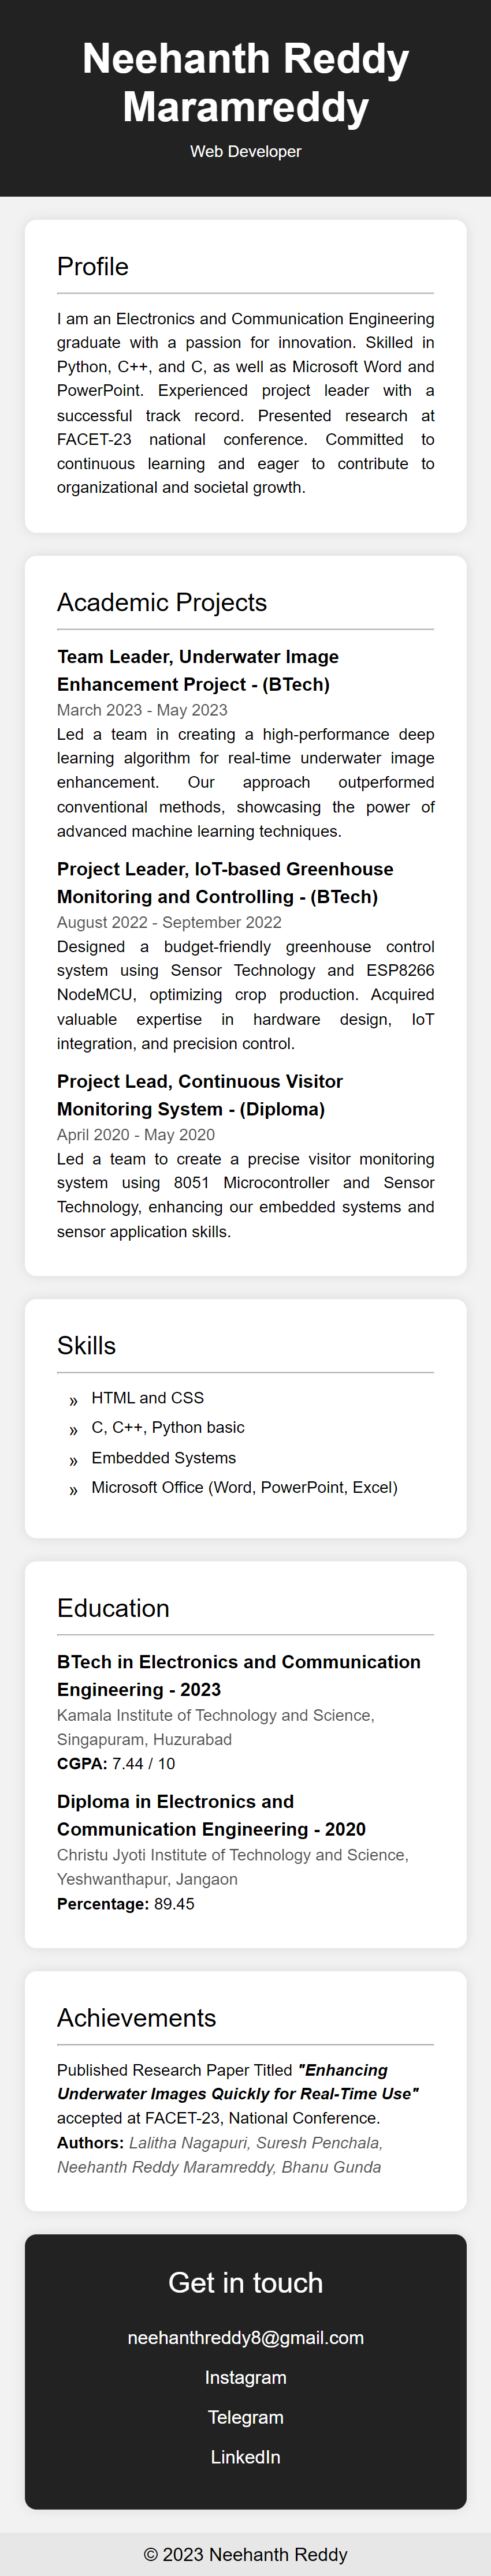 Neehanth Reddy
Maramreddy
Web Developer
Profile
I am an Electronics and Communication Engineering
graduate with a passion for innovation. Skilled in
Python, C++, and C, as well as Microsoft Word and
PowerPoint. Experienced project leader with a
successful track record. Presented research at
FACET-23 national conference. Committed to
continuous learning and eager to contribute to
organizational and societal growth.
Academic Projects
Team Leader, Underwater Image
Enhancement Project - (BTech)
March 2023 - May 2023
Led a team in creating a high-performance deep
learning algorithm for real-time underwater image
enhancement. Our approach outperformed
conventional methods, showcasing the power of
advanced machine learning techniques.
Project Leader, IoT-based Greenhouse
Monitoring and Controlling - (BTech)
August 2022 - September 2022
Designed a budget-friendly greenhouse control
system using Sensor Technology and ESP8266
NodeMCU, optimizing crop production. Acquired
valuable expertise in hardware design, IoT
integration, and precision control.
Project Lead, Continuous Visitor
Monitoring System - (Diploma)
April 2020 - May 2020
Led a team to create a precise visitor monitoring
system using 8051 Microcontroller and Sensor
Technology, enhancing our embedded systems and
sensor application skills.
Skills
» HTML and CSS
» C, C++, Python basic
» Embedded Systems
» Microsoft Office (Word, PowerPoint, Excel)
Education
BTech in Electronics and Communication
Engineering - 2023
Kamala Institute of Technology and Science,
Singapuram, Huzurabad
CGPA: 7.44 / 10
Diploma in Electronics and
Communication Engineering - 2020
Christu Jyoti Institute of Technology and Science,
Yeshwanthapur, Jangaon
Percentage: 89.45
Achievements
Published Research Paper Titled "Enhancing
Underwater Images Quickly for Real-Time Use"
accepted at FACET-23, National Conference.
Authors: Lalitha Nagapuri, Suresh Penchala,
Neehanth Reddy Maramreddy, Bhanu Gunda
Get in touch
neehanthreddy8@gmail.com
Instagram
Telegram
LinkedIn
© 2023 Neehanth Reddy